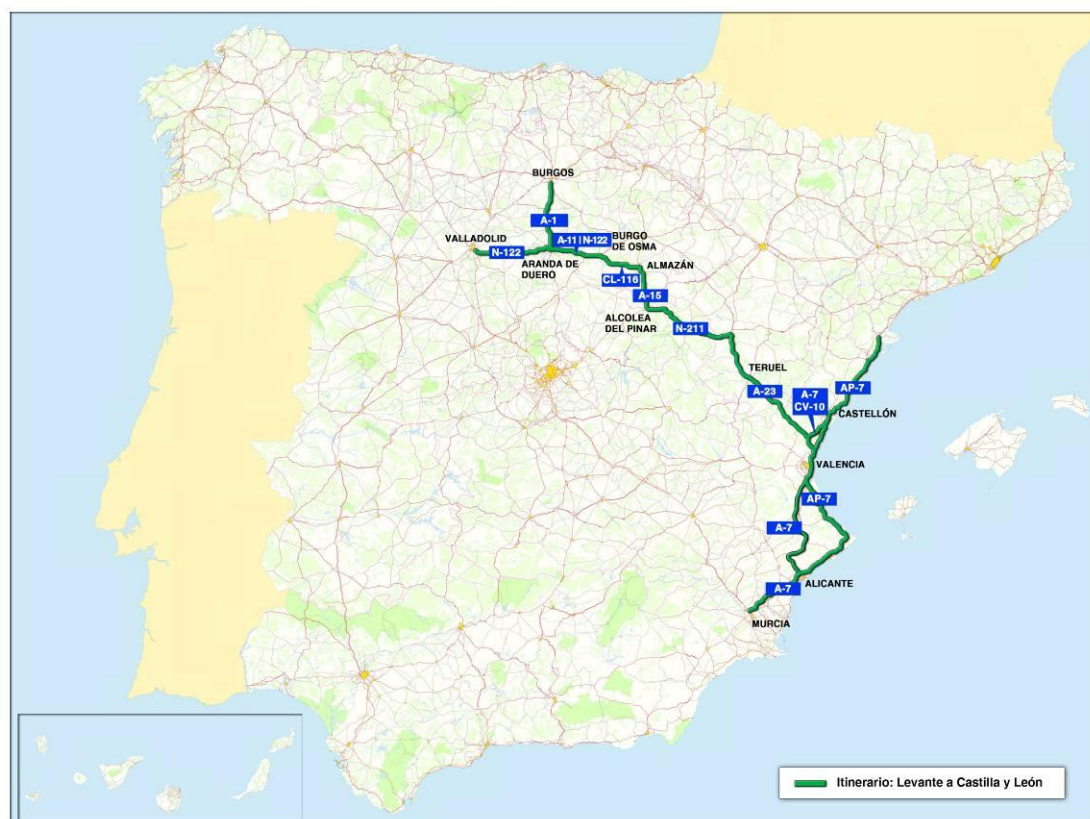 BURGOS
A-1
VALLADOLID
A-11 N-122
BURGO
DE OSMA
N-122
ARANDA DE
DUERO
ALMAZÁN
CL-116
A-15
ALCOLEA
DEL PINAR
N-211
TERUEL
A-23
A-7
CV-10
AP-7
CASTELLÓN
VALENCIA
AP-7
A-7
ALICANTE
A-7
MURCIA
Itinerario: Levante a Castilla y León